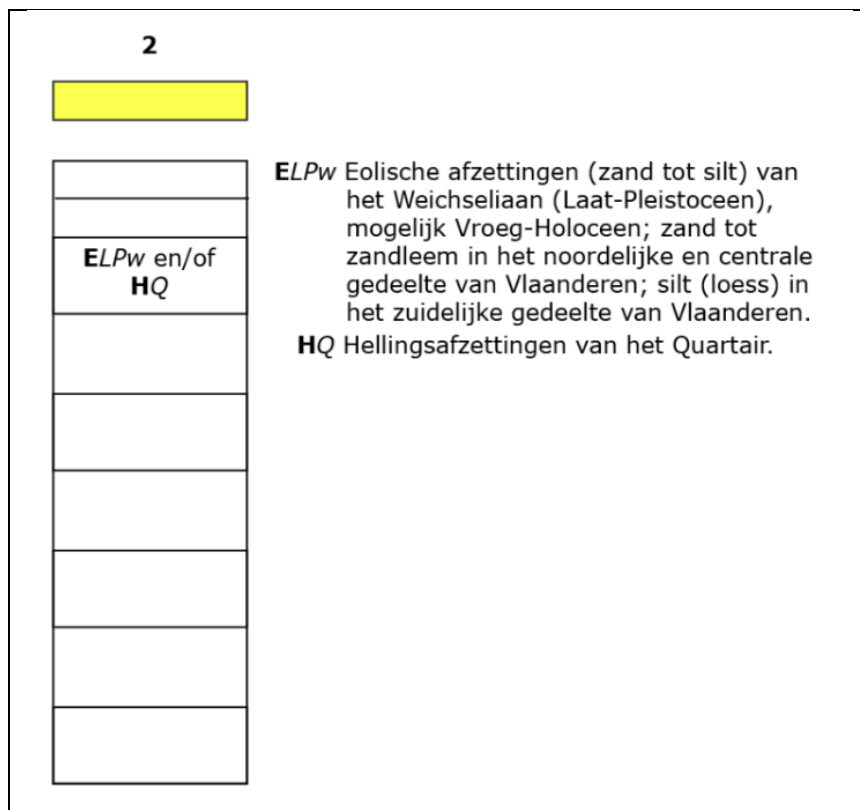 2
ELPw en/of
HQ
ELPw Eolische afzettingen (zand tot silt) van
het Weichseliaan (Laat-Pleistoceen),
mogelijk Vroeg-Holoceen; zand tot
zandleem in het noordelijke en centrale
gedeelte van Vlaanderen; silt (loess) in
het zuidelijke gedeelte van Vlaanderen.
HQ Hellingsafzettingen van het Quartair.